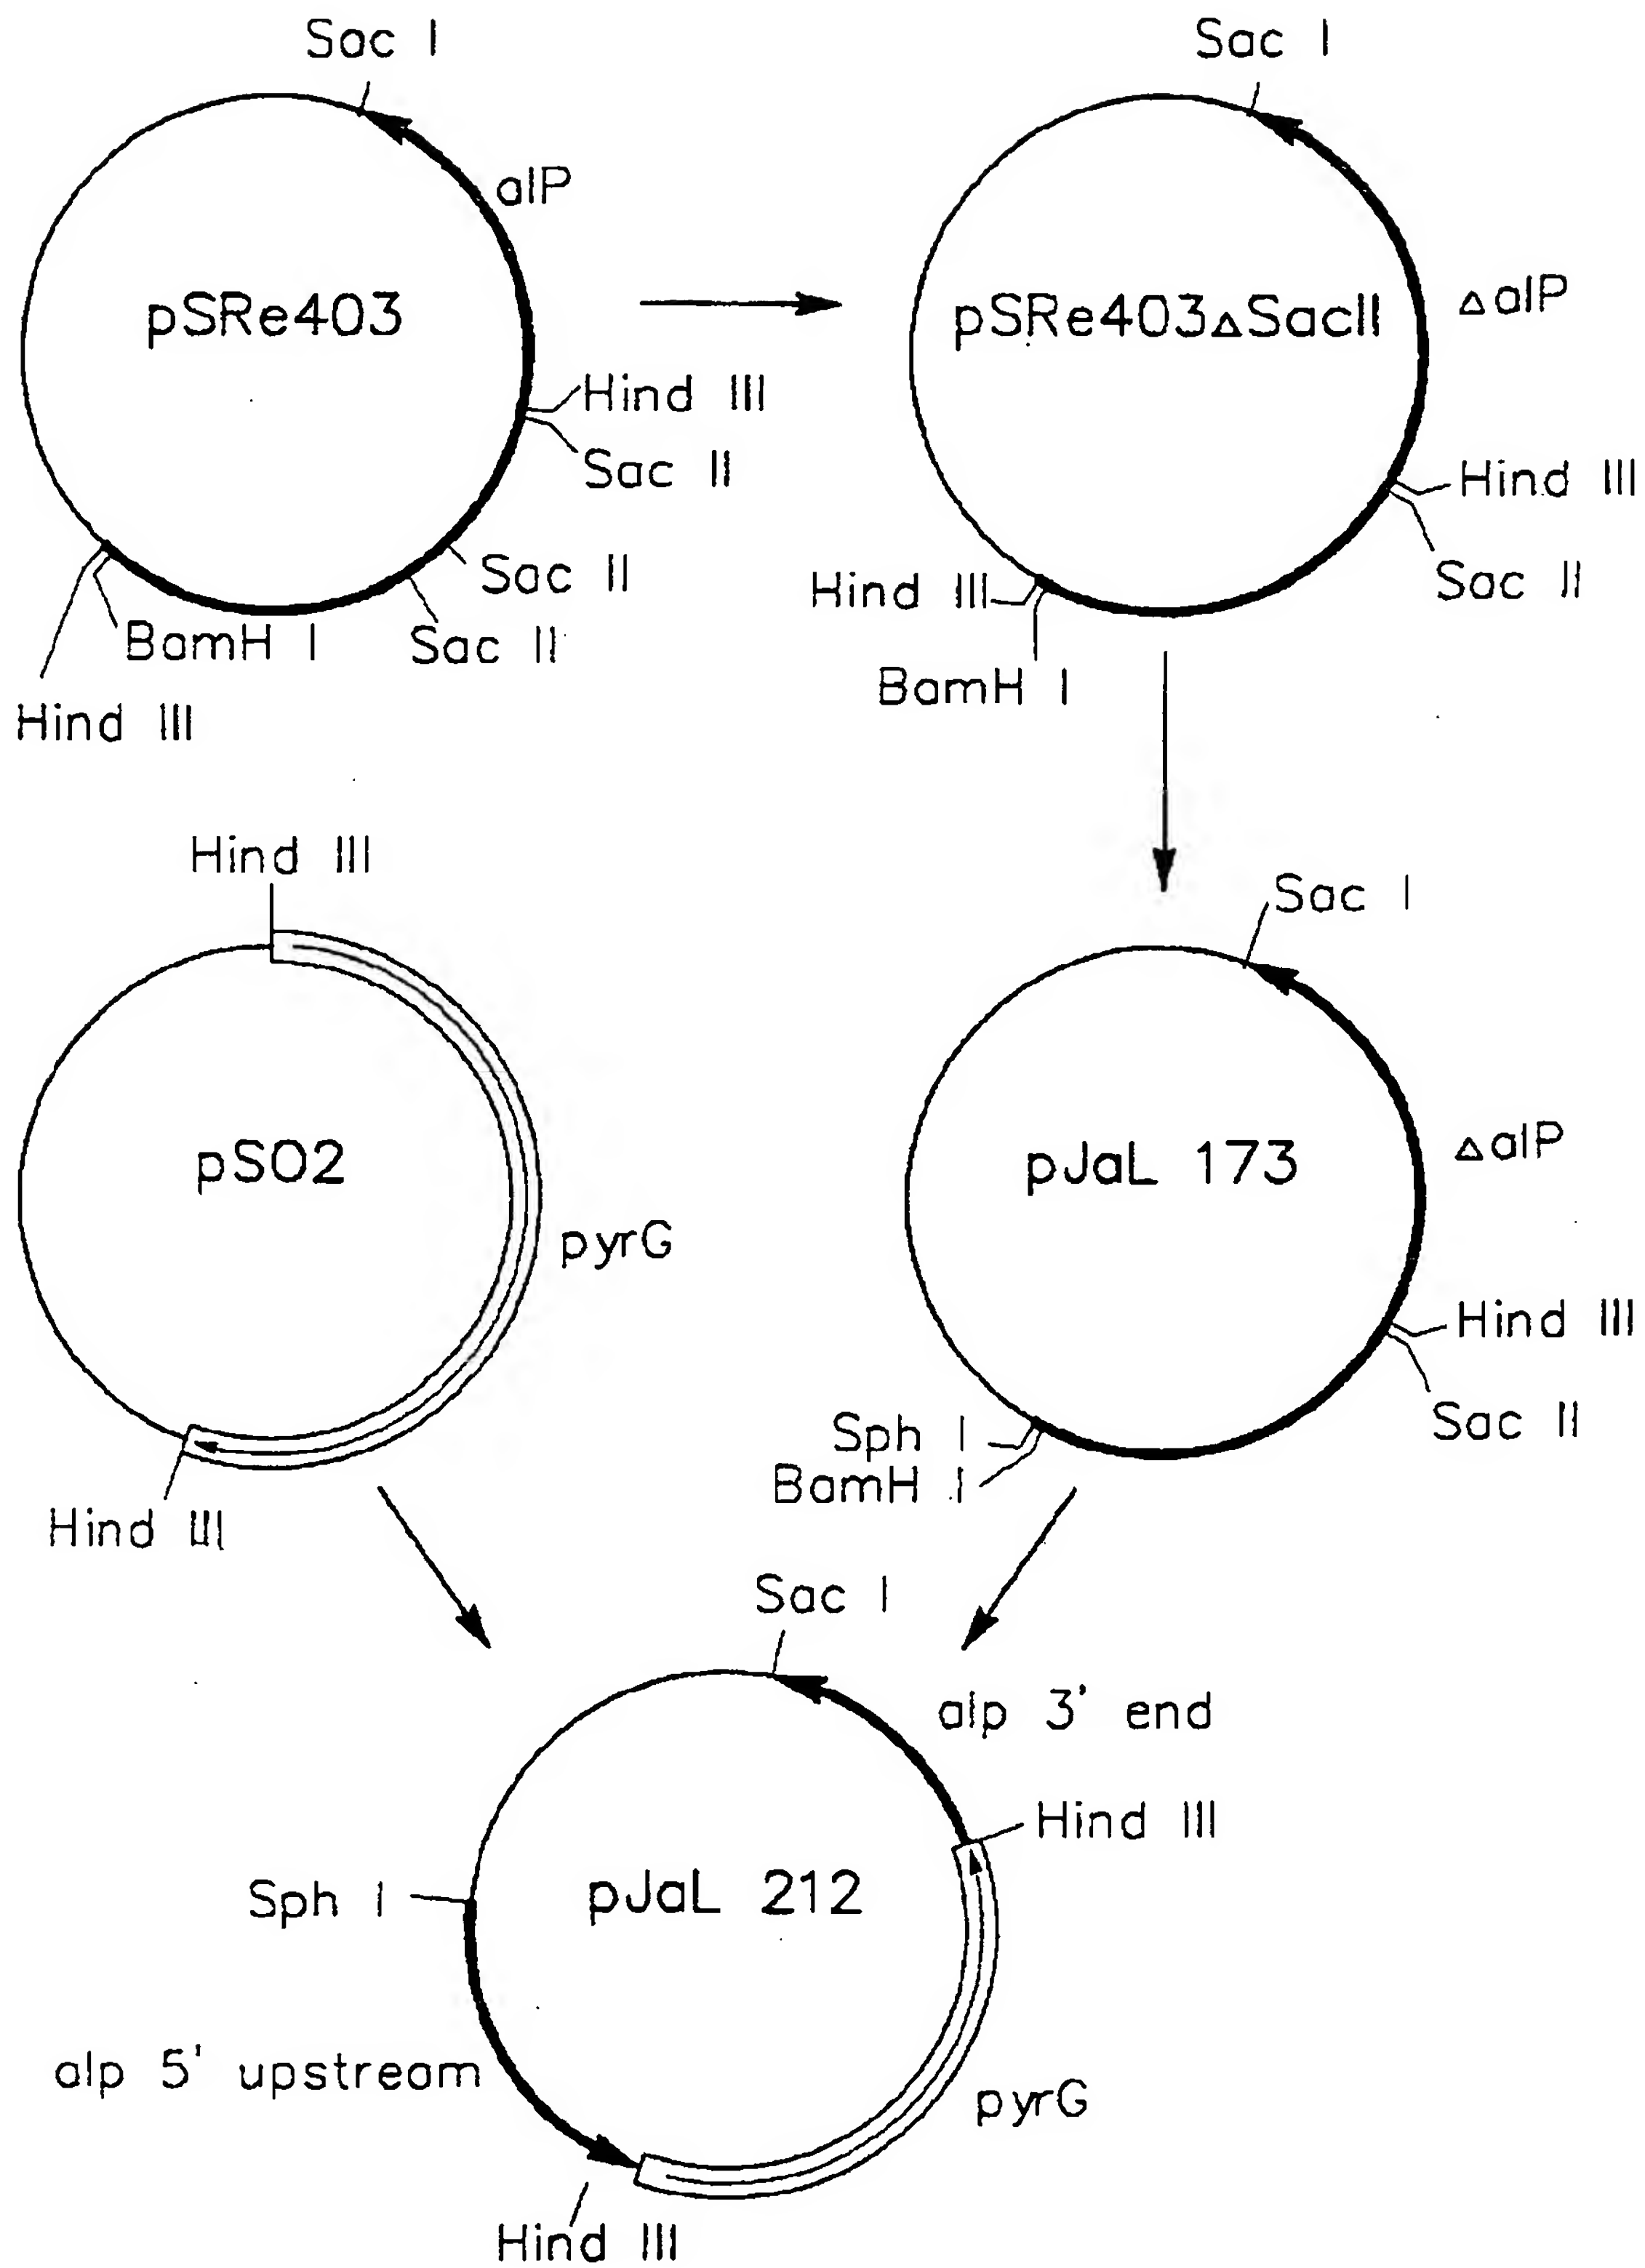 Sac I
Sac I
alP
pSRe403
pSRe403ΔSacII
ΔalP
Hind III
Sac II
Hind III
Sac II
Sac II
Hind III
Sac II
BamH I
BamH I
Hind III
Hind III
Sac I
pSO2
pJaL 173
ΔalP
pyrG
Hind III
Sac II
Sph I
BamH I
Hind III
Sac I
alp 3' end
Hind III
Sph I
pJaL 212
alp 5' upstream
pyrG
Hind III